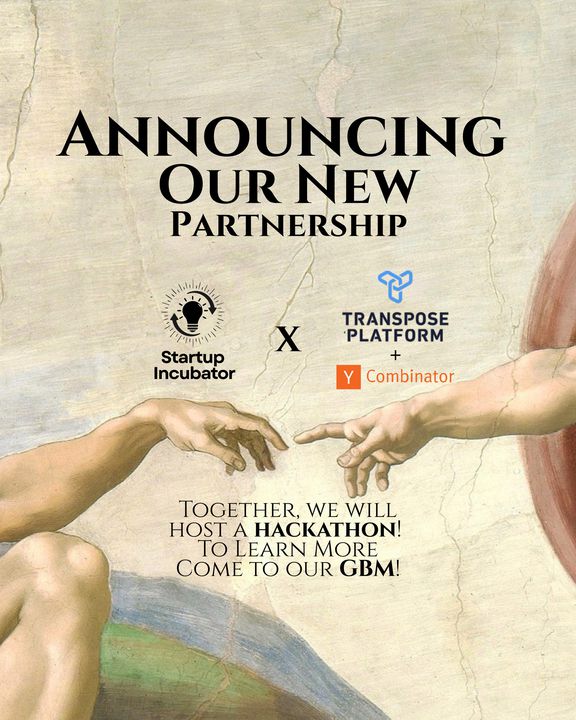 Announcing
Our New
Partnership
Startup
Incubator
X
TRANSPOSE
PLATFORM
+
Y Combinator
Together, we will
host a hackathon!
To Learn More
Come to our GBM!